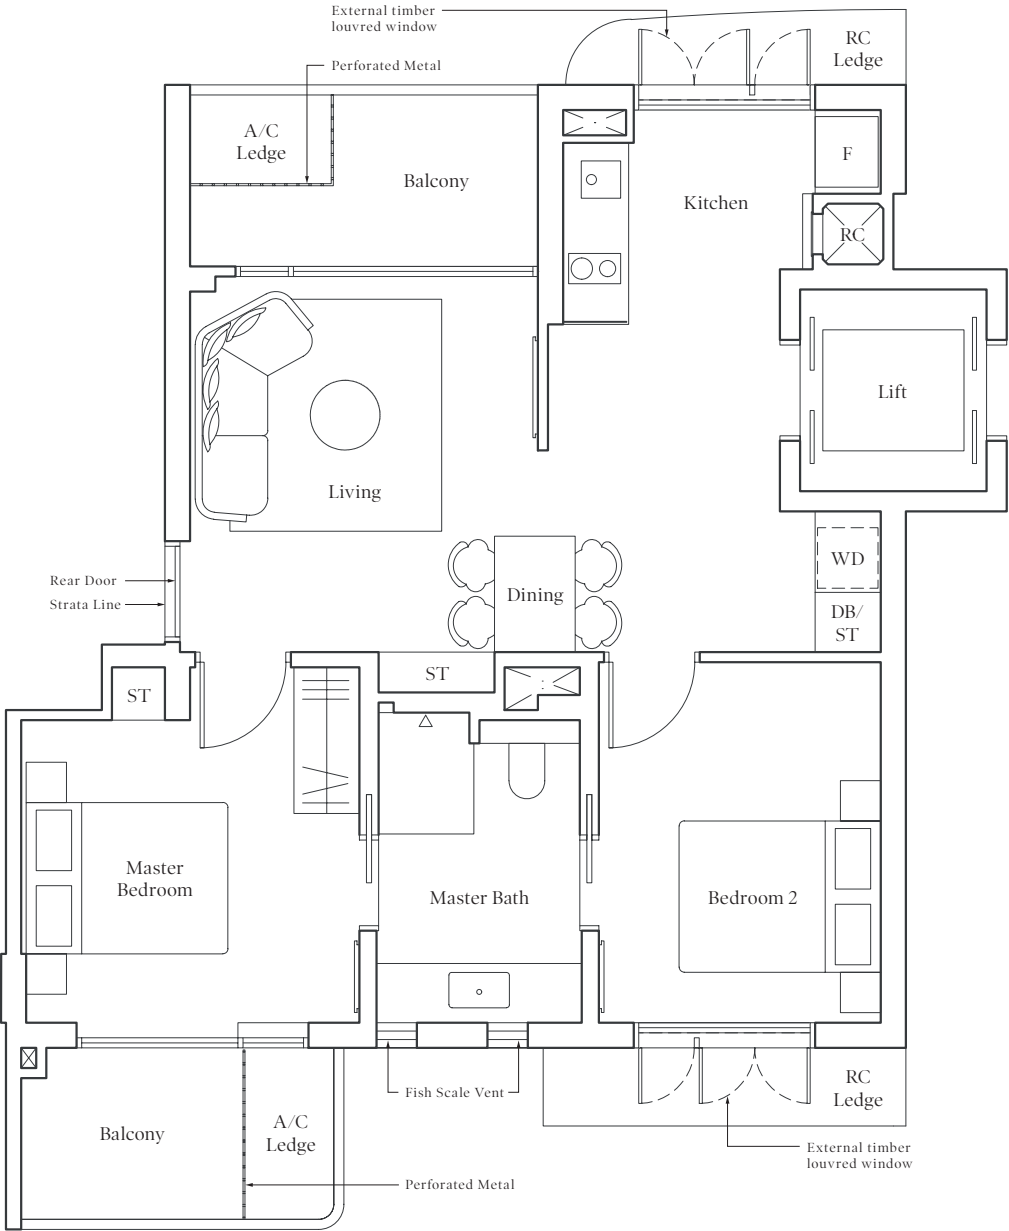 External timber
louvred window
RC
Ledge
Perforated Metal
A/C
Ledge
Balcony
F
Kitchen
RC
Lift
Living
WD
Rear Door
Strata Line
Dining
DB/
ST
ST
ST
Master
Bedroom
Master Bath
Bedroom 2
RC
Ledge
Fish Scale Vent
A/C
Ledge
Balcony
External timber
louvred window
Perforated Metal